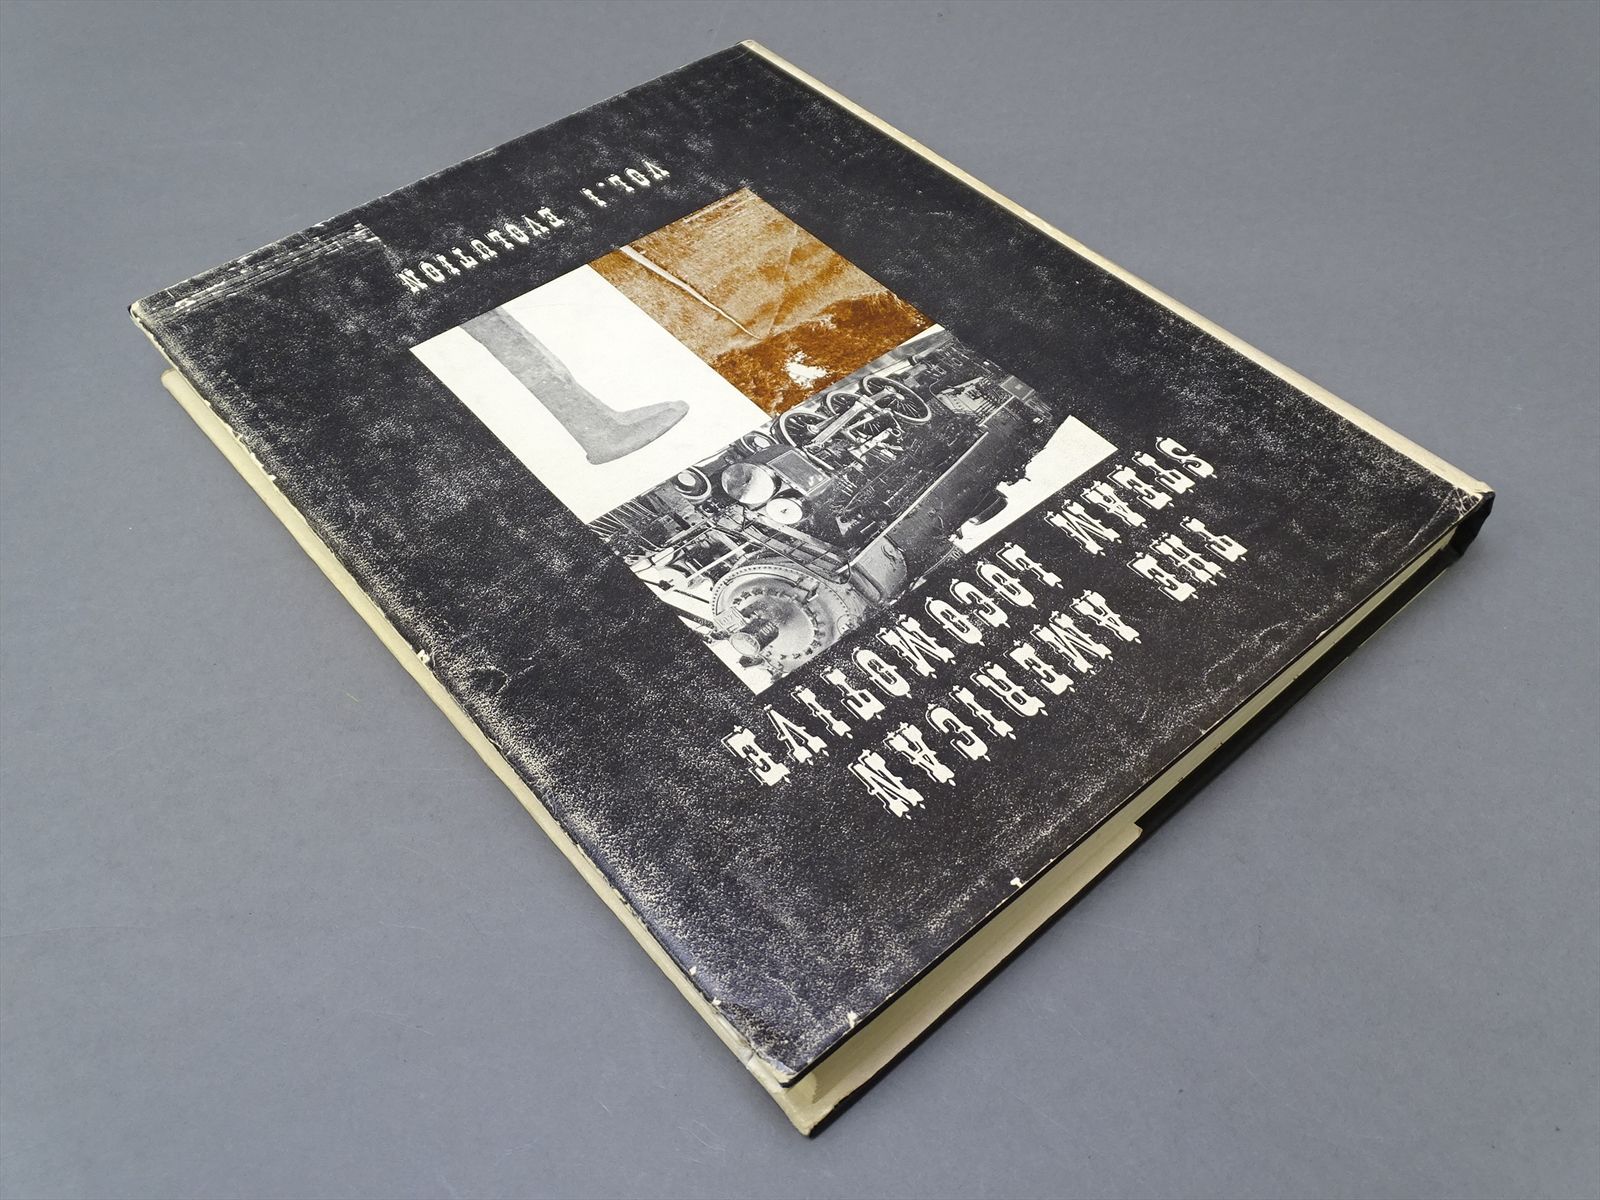 THE AMERICAN
STEAM LOCOMOTIVE
VOL.1 EVOLUTION